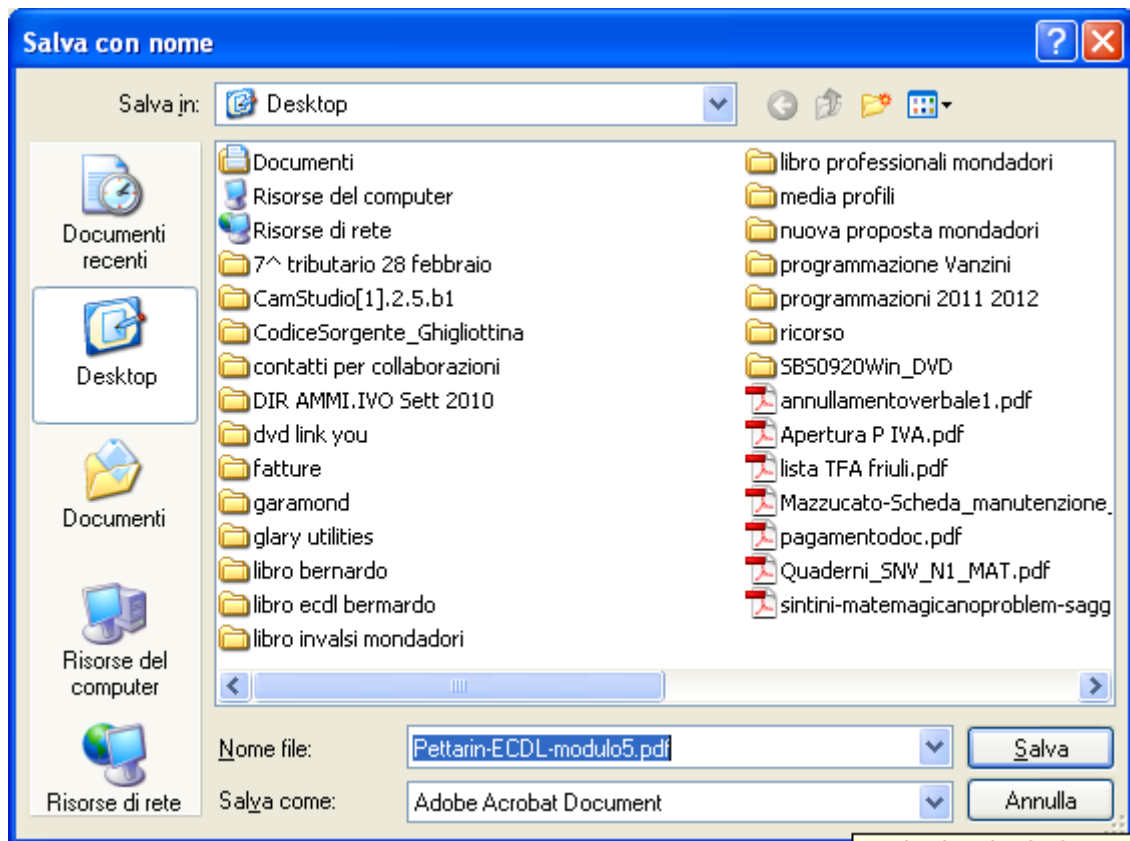 Salva con nome
Salva in:
Desktop
Documenti recenti
Desktop
Documenti
Risorse del computer
Risorse di rete
Documenti
Risorse del computer
Risorse di rete
7^ tributario 28 febbraio
CamStudio[1].2.5.b1
CodiceSorgente_Ghigliottina
contatti per collaborazioni
DIR AMMI.IVO Sett 2010
dvd link you
fatture
garamond
glary utilities
libro bernardo
libro ecdl bermardo
libro invalsi mondadori
libro professionali mondadori
media profili
nuova proposta mondadori
programmazione Vanzini
programmazioni 2011 2012
ricorso
SBS0920Win_DVD
annullamentoverbale1.pdf
Apertura P IVA.pdf
lista TFA friuli.pdf
Mazzucato-Scheda_manutenzione_
pagamentodoc.pdf
Quaderni_SNV_N1_MAT.pdf
sintini-matemagicanoproblem-sagg
Nome file:
Pettarin-ECDL-modulo5.pdf
Salva
Salva come:
Adobe Acrobat Document
Annulla